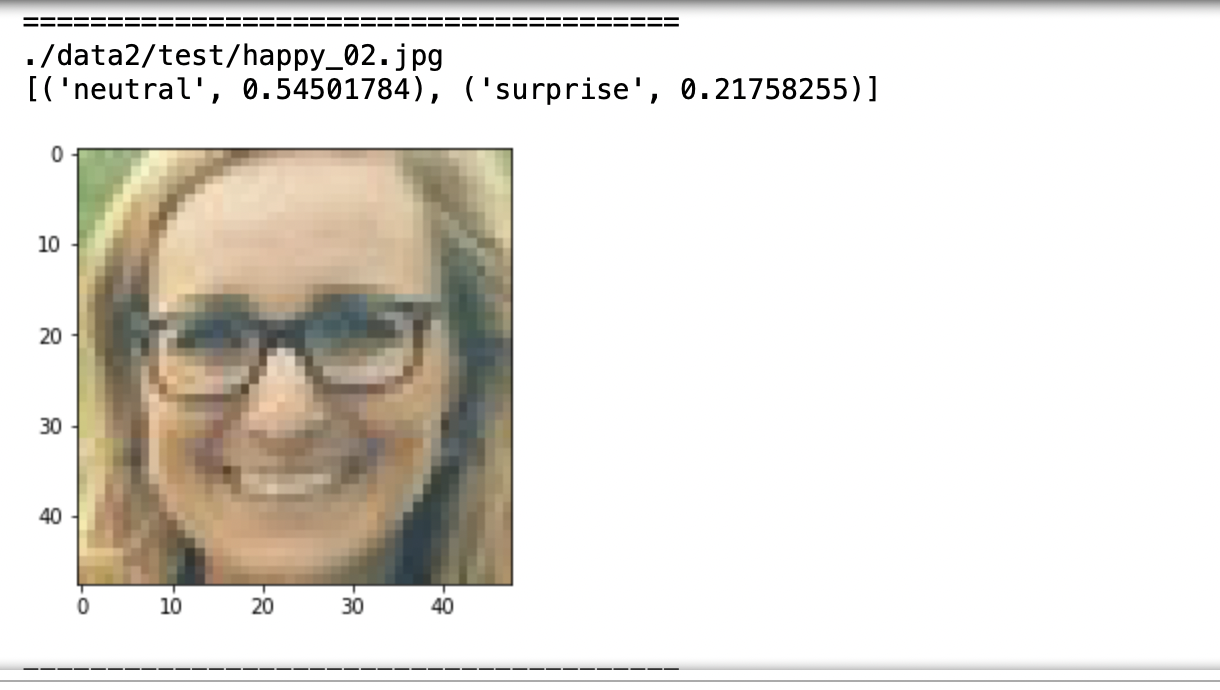 =======================================
./data2/test/happy_02.jpg
[('neutral', 0.54501784), ('surprise', 0.21758255)]
0
10
20
30
40
0 10 20 30 40